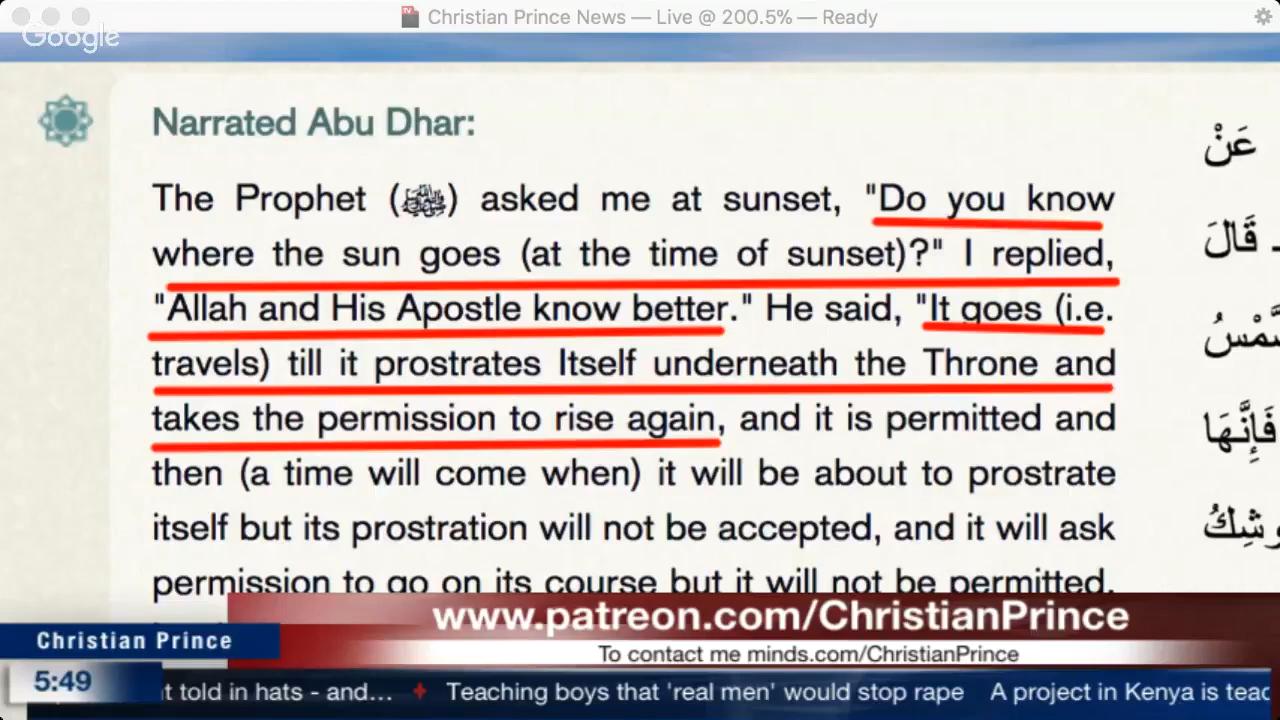 Christian Prince News — Live @ 200.5% — Ready
Google
Narrated Abu Dhar:
The Prophet (ﷺ) asked me at sunset, "Do you know
where the sun goes (at the time of sunset)?" I replied,
"Allah and His Apostle know better." He said, "It goes (i.e.
travels) till it prostrates Itself underneath the Throne and
takes the permission to rise again, and it is permitted and
then (a time will come when) it will be about to prostrate
itself but its prostration will not be accepted, and it will ask
permission to go on its course but it will not be permitted,
عَنْ
قَالَ -
فَإِنَّهَا
www.patreon.com/ChristianPrince
Christian Prince
To contact me minds.com/ChristianPrince
5:49
t told in hats - and... Teaching boys that 'real men' would stop rape A project in Kenya is teac